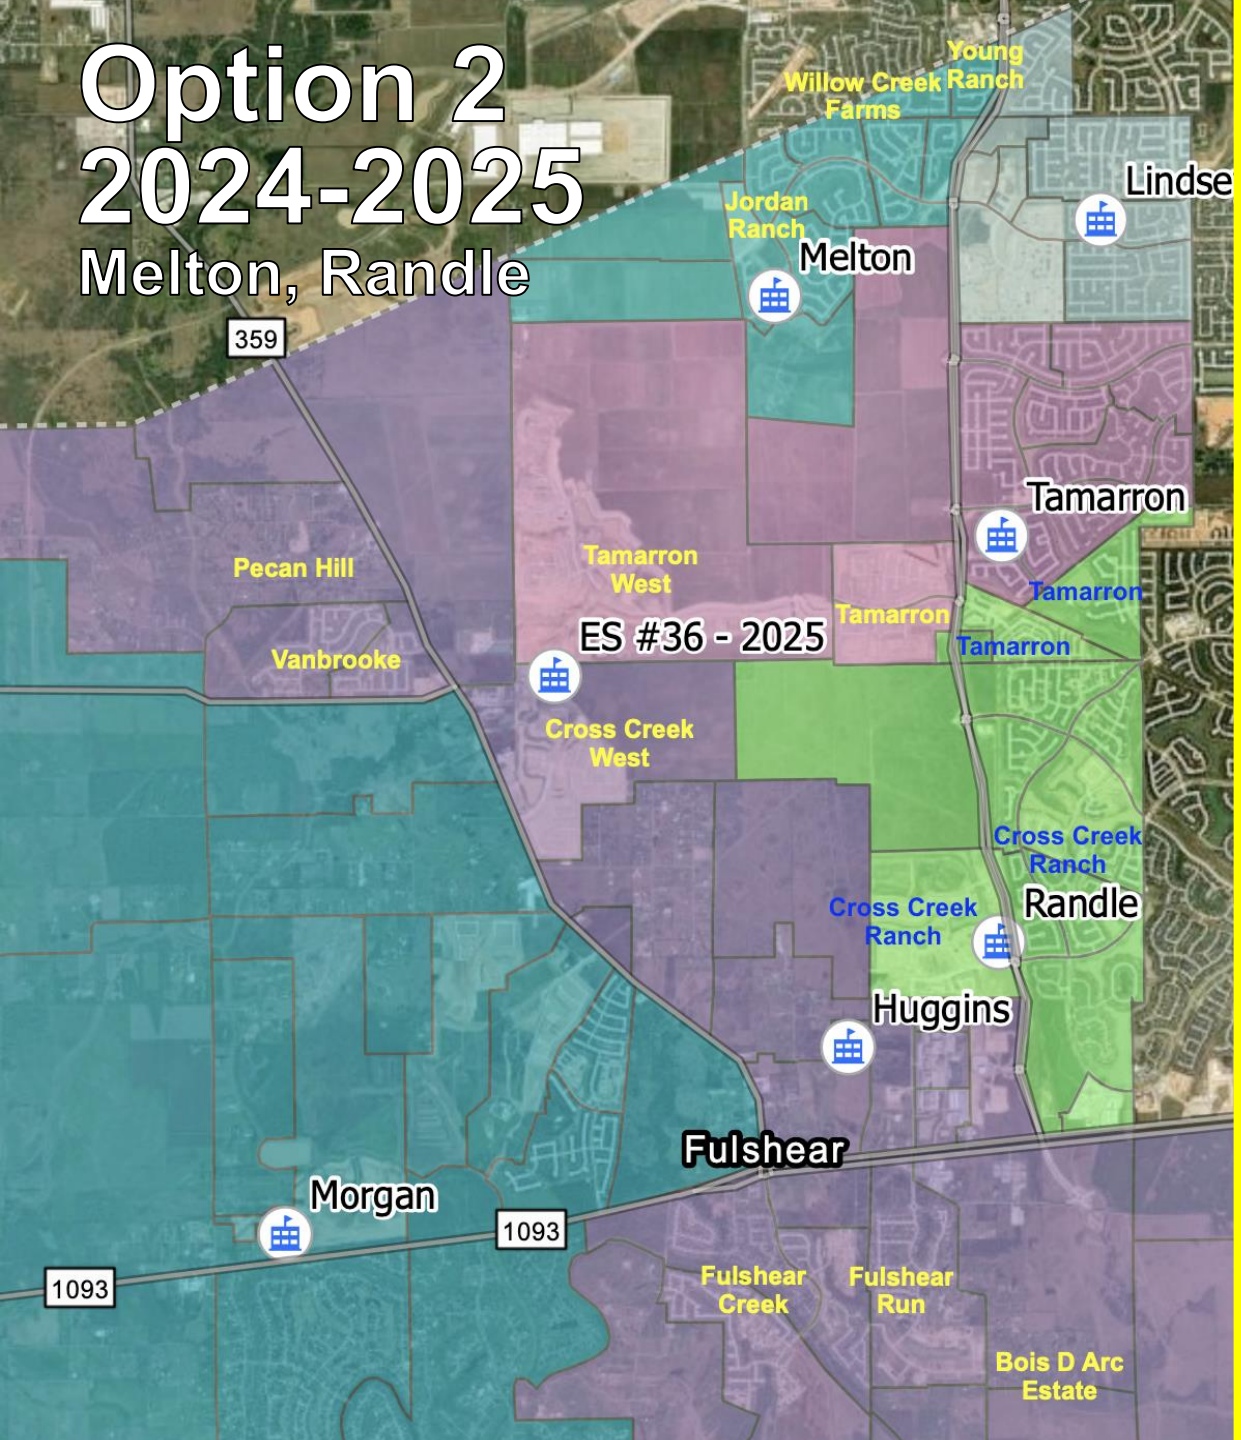 Option 2
2024-2025
Melton, Randle
Young
Ranch
Willow Creek
Farms
Lindse
Jordan
Ranch
Melton
359
Tamarron
Tamarron
West
Pecan Hill
Tamarron
Tamarron
ES #36 - 2025
Tamarron
Vanbrooke
Cross Creek
West
Cross Creek
Ranch
Cross Creek
Ranch
Randle
Huggins
Fulshear
Morgan
1093
1093
Fulshear
Creek
Fulshear
Run
Bois D Arc
Estate